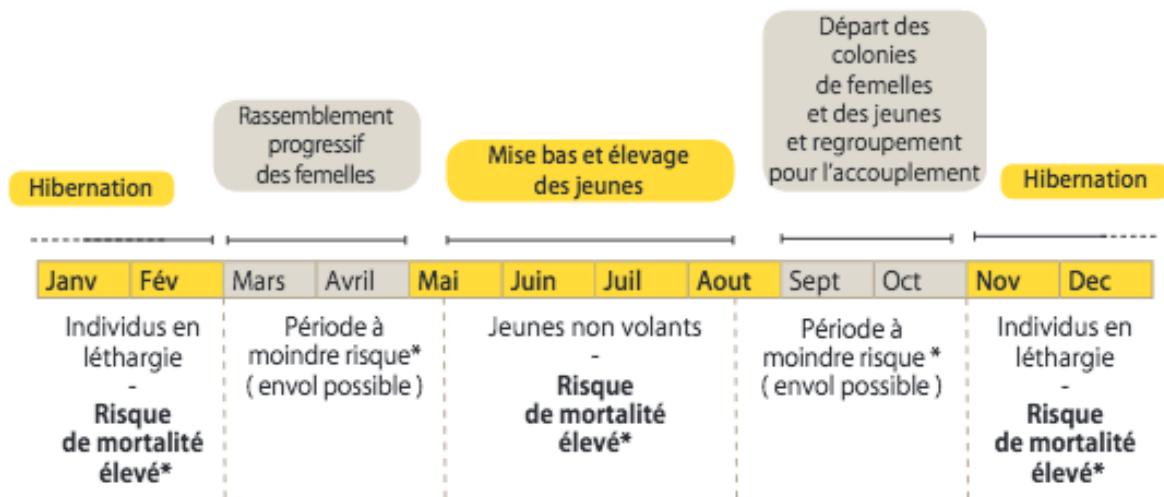 Hibernation
Rassemblement
progressif
des femelles
Mise bas et élevage
des jeunes
Départ des
colonies
de femelles
et des jeunes
et regroupement
pour l'accouplement
Hibernation
Janv Fév Mars Avril Mai Juin Juil Aout Sept Oct Nov Dec
Individus en
léthargie
-
Risque
de mortalité
élevé*
Période à
moindre risque*
( envol possible )
Jeunes non volants
-
Risque
de mortalité
élevé*
Période à
moindre risque *
( envol possible )
Individus en
léthargie
-
Risque
de mortalité
élevé*